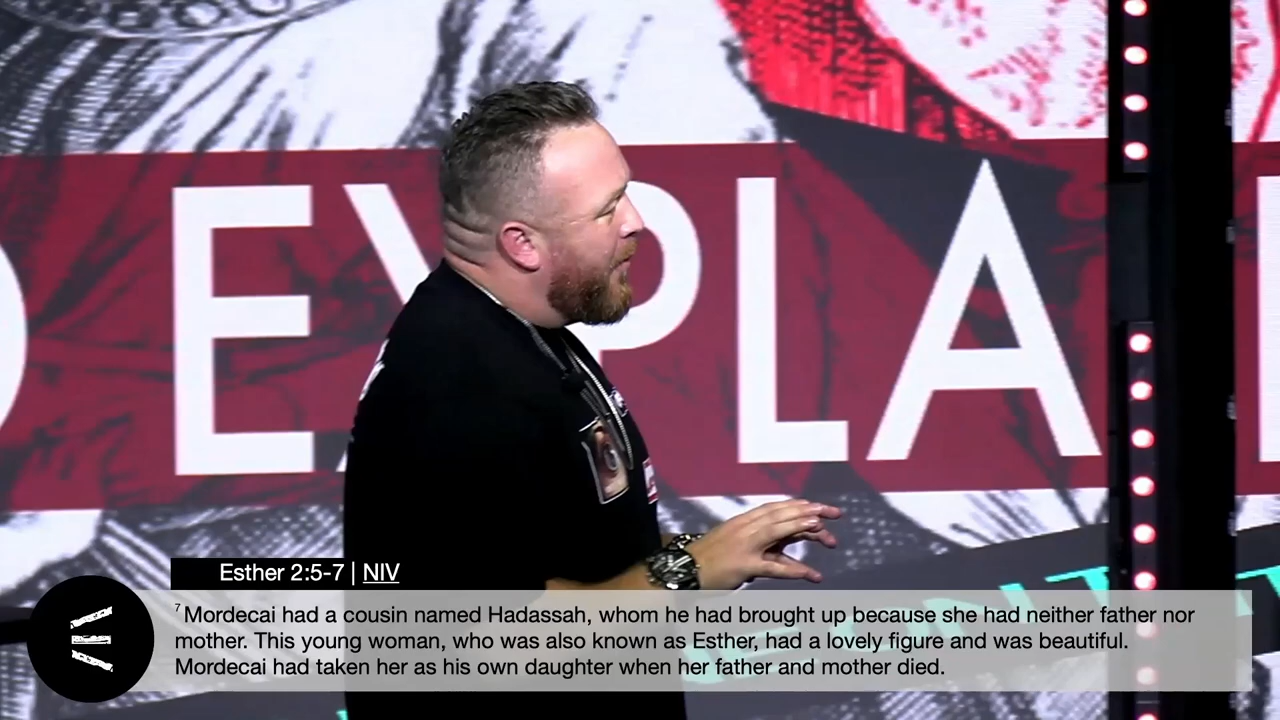 EXPLA
Esther 2:5-7 | NIV
7 Mordecai had a cousin named Hadassah, whom he had brought up because she had neither father nor
mother. This young woman, who was also known as Esther, had a lovely figure and was beautiful.
Mordecai had taken her as his own daughter when her father and mother died.